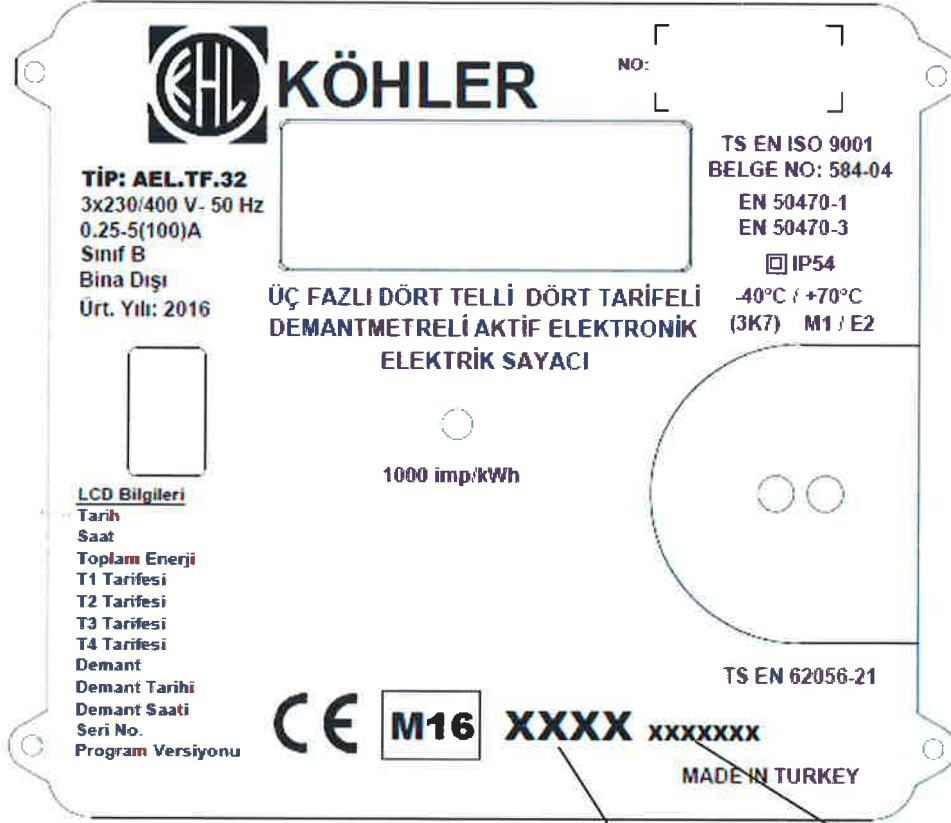 KHL KÖHLER
NO:
TİP: AEL.TF.32
3x230/400 V- 50 Hz
0.25-5(100)A
Sınıf B
Bina Dışı
Ürt. Yılı: 2016
TS EN ISO 9001
BELGE NO: 584-04
EN 50470-1
EN 50470-3
IP54
-40°C / +70°C
(3K7) M1 / E2
ÜÇ FAZLI DÖRT TELLİ DÖRT TARİFELİ
DEMANTMETRELİ AKTİF ELEKTRONİK
ELEKTRİK SAYACI
1000 imp/kWh
LCD Bilgileri
Tarih
Saat
Toplam Enerji
T1 Tarifesi
T2 Tarifesi
T3 Tarifesi
T4 Tarifesi
Demant
Demant Tarihi
Demant Saati
Seri No.
Program Versiyonu
TS EN 62056-21
CE M16 XXXX xxxxxxx
MADE IN TURKEY